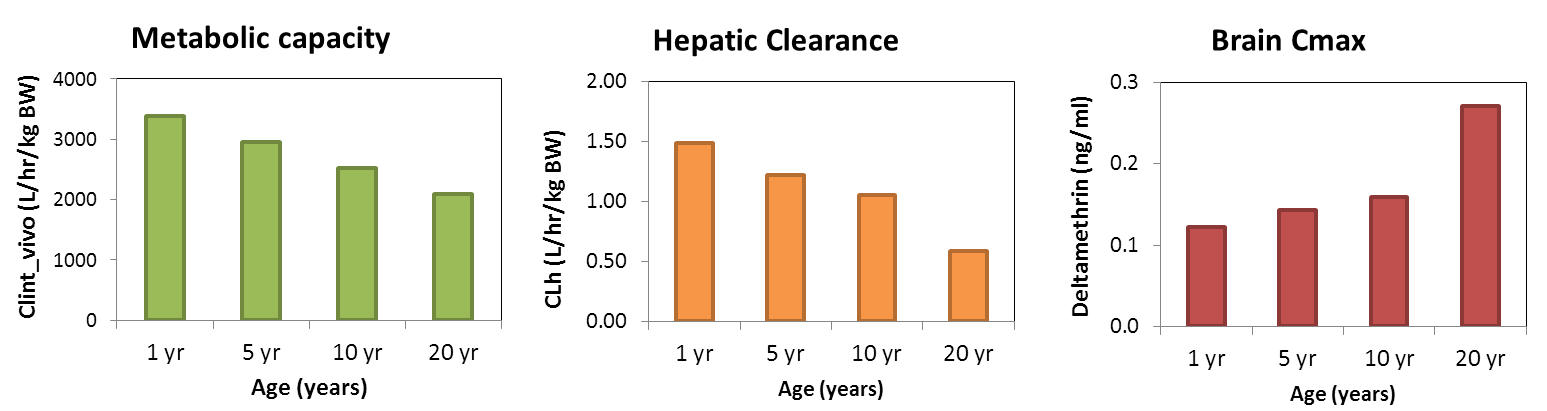 Metabolic capacity
Clint_vivo (L/hr/kg BW)
4000
3000
2000
1000
0
1 yr 5 yr 10 yr 20 yr
Age (years)
Hepatic Clearance
CLh (L/hr/kg BW)
2.00
1.50
1.00
0.50
0.00
1 yr 5 yr 10 yr 20 yr
Age (years)
Brain Cmax
Deltamethrin (ng/ml)
0.3
0.2
0.1
0.0
1 yr 5 yr 10 yr 20 yr
Age (years)